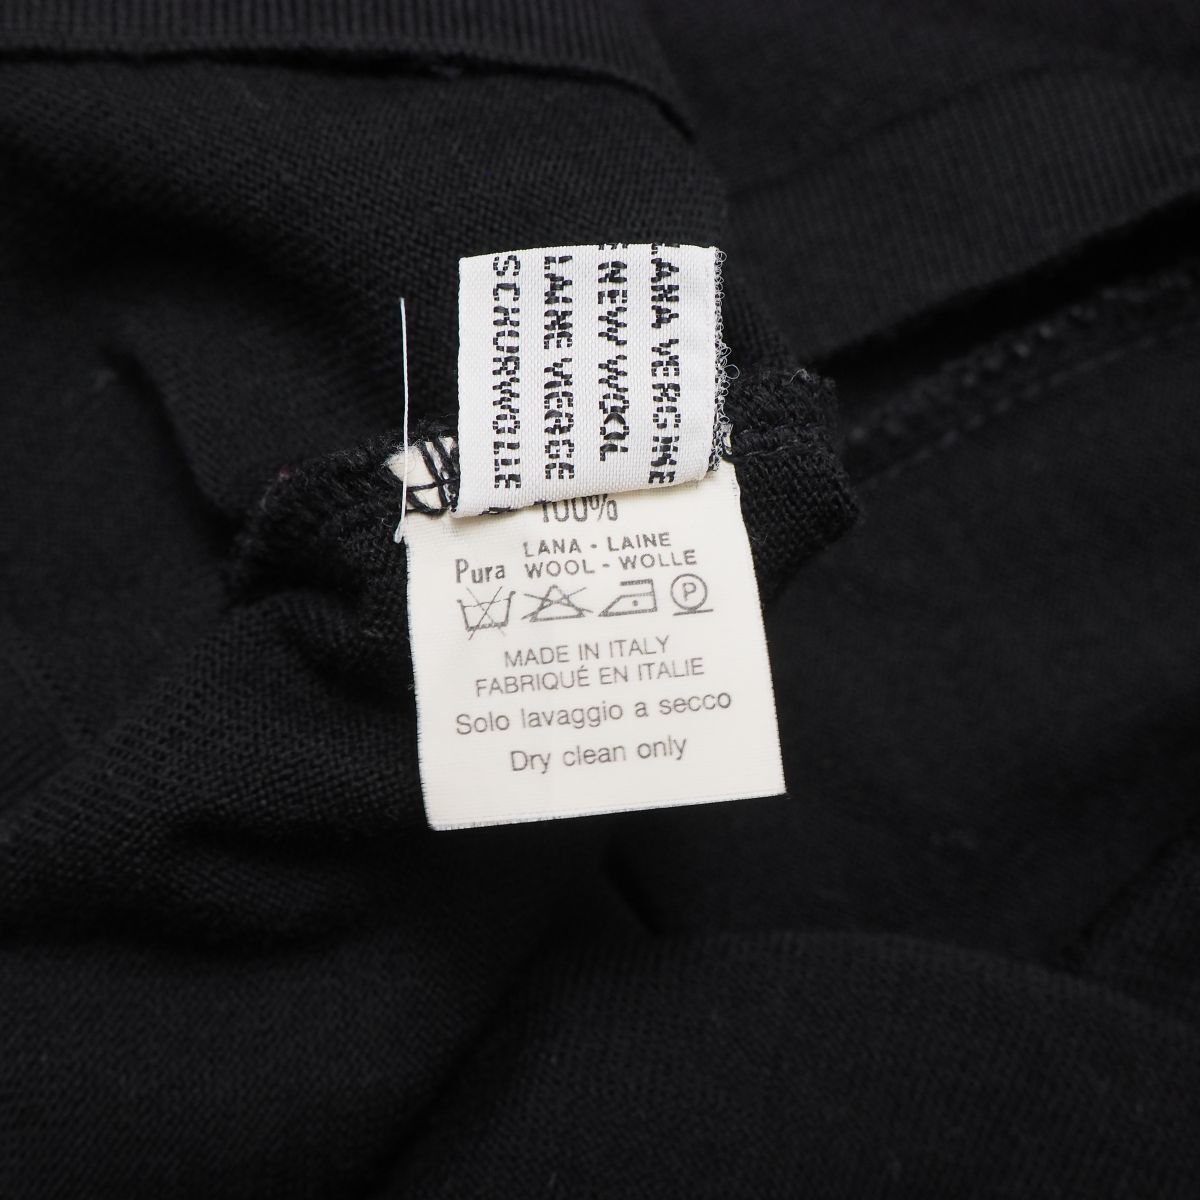 LANA VERGINE
E NEW WOOL
LAINE VIERGE
SCHORWOLLE
100%
LANA - LAINE
Pura WOOL - WOLLE
P
MADE IN ITALY
FABRIQUÉ EN ITALIE
Solo lavaggio a secco
Dry clean only